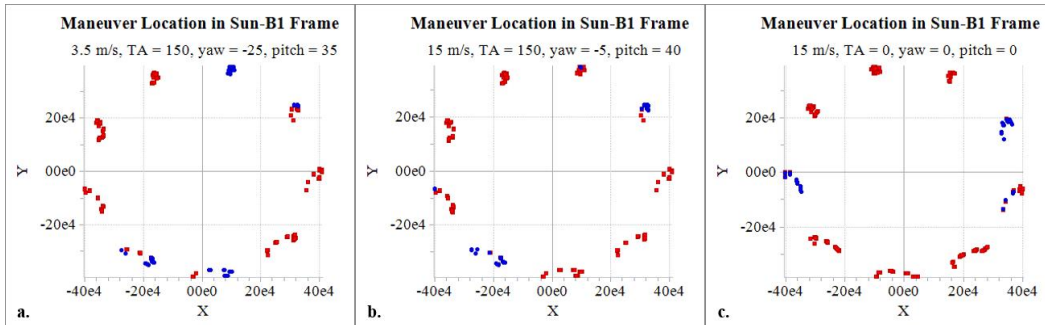 Maneuver Location in Sun-B1 Frame
3.5 m/s, TA = 150, yaw = -25, pitch = 35
20e4
00e0
-20e4
Y
-40e4 -20e4 00e0 20e4 40e4
X
a.
Maneuver Location in Sun-B1 Frame
15 m/s, TA = 150, yaw = -5, pitch = 40
20e4
00e0
-20e4
Y
-40e4 -20e4 00e0 20e4 40e4
X
b.
Maneuver Location in Sun-B1 Frame
15 m/s, TA = 0, yaw = 0, pitch = 0
20e4
00e0
-20e4
Y
-40e4 -20e4 00e0 20e4 40e4
X
c.